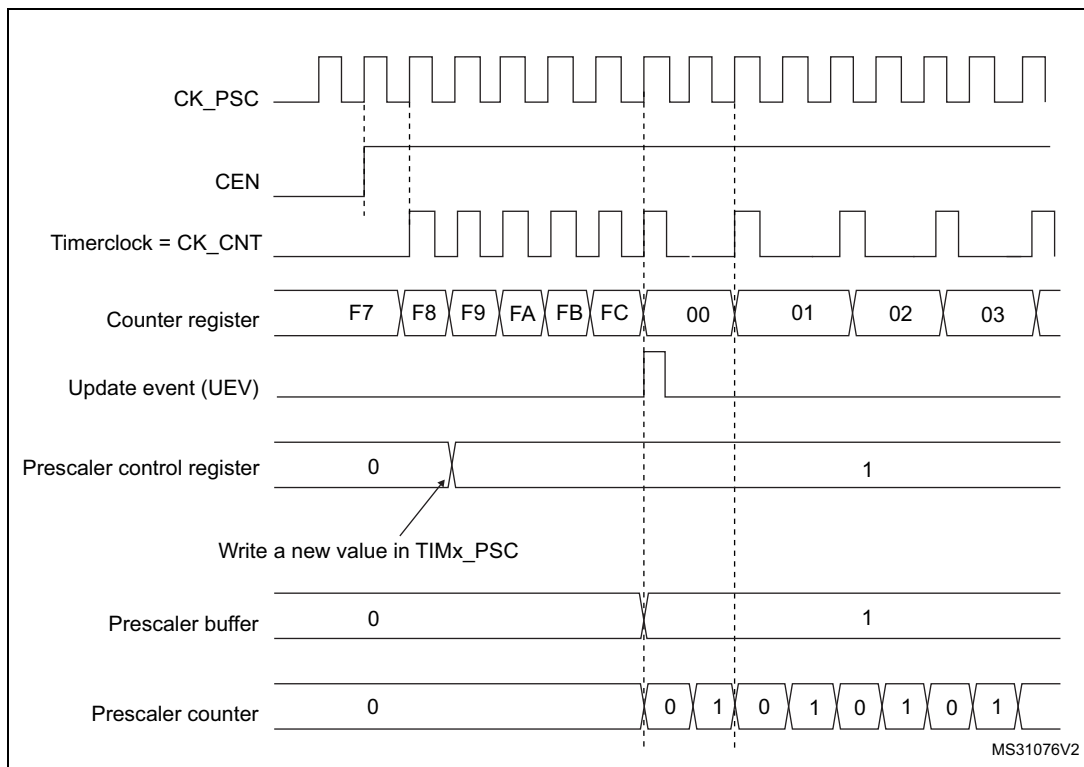 CK_PSC
CEN
Timerclock = CK_CNT
Counter register F7 F8 F9 FA FB FC 00 01 02 03
Update event (UEV)
Prescaler control register 0 1
Write a new value in TIMx_PSC
Prescaler buffer 0 1
Prescaler counter 0 0 1 0 1 0 1 0 1
MS31076V2